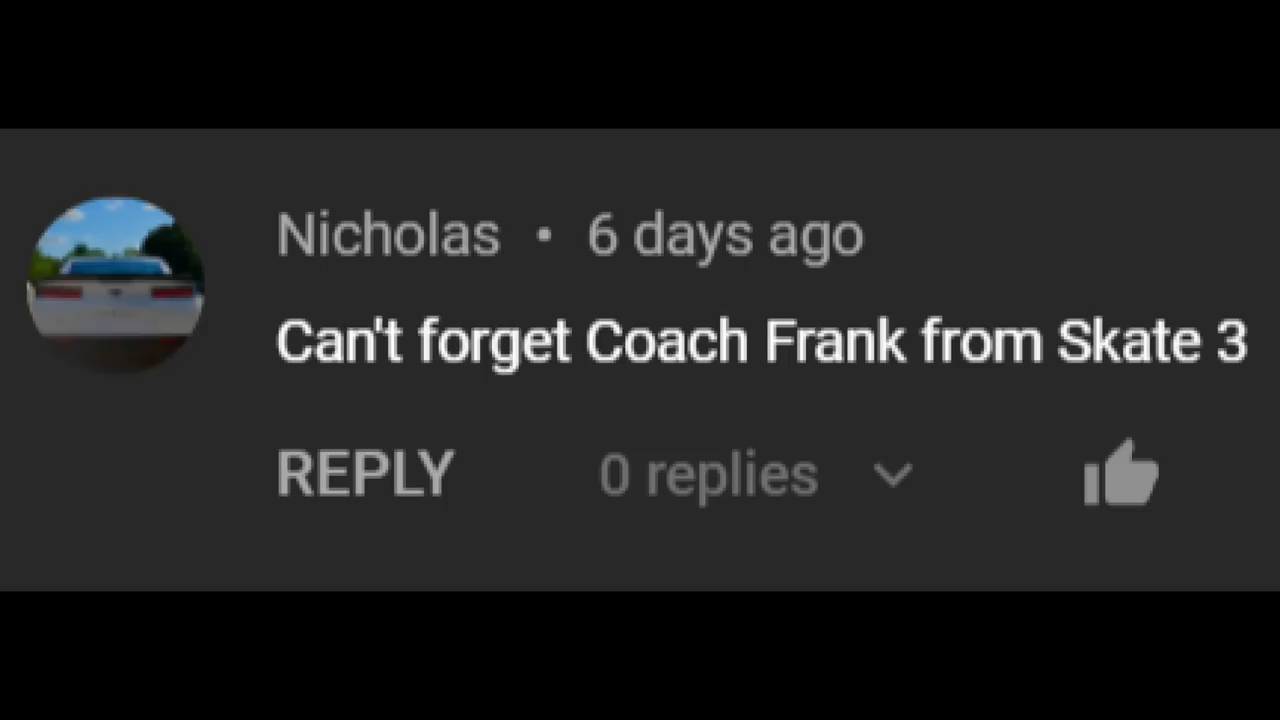 Nicholas • 6 days ago
Can't forget Coach Frank from Skate 3
REPLY 0 replies